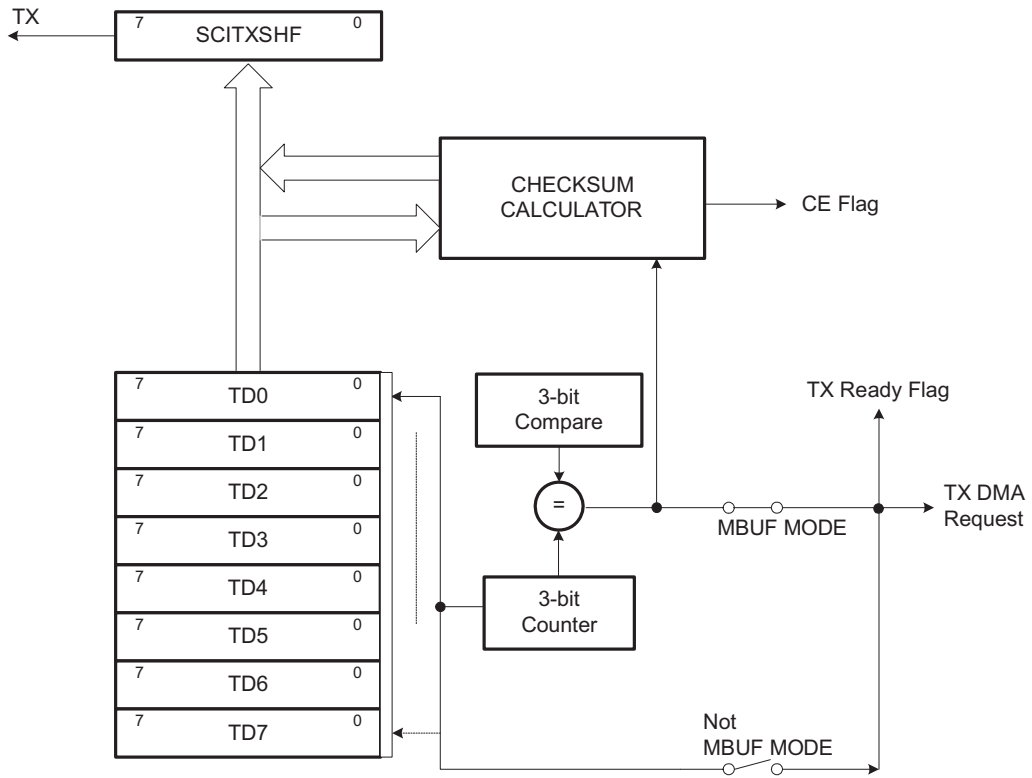 TX
7 SCITXSHF 0
CHECKSUM
CALCULATOR
CE Flag
7 TD0 0
7 TD1 0
7 TD2 0
7 TD3 0
7 TD4 0
7 TD5 0
7 TD6 0
7 TD7 0
3-bit
Compare
=
3-bit
Counter
TX Ready Flag
TX DMA
Request
MBUF MODE
Not
MBUF MODE